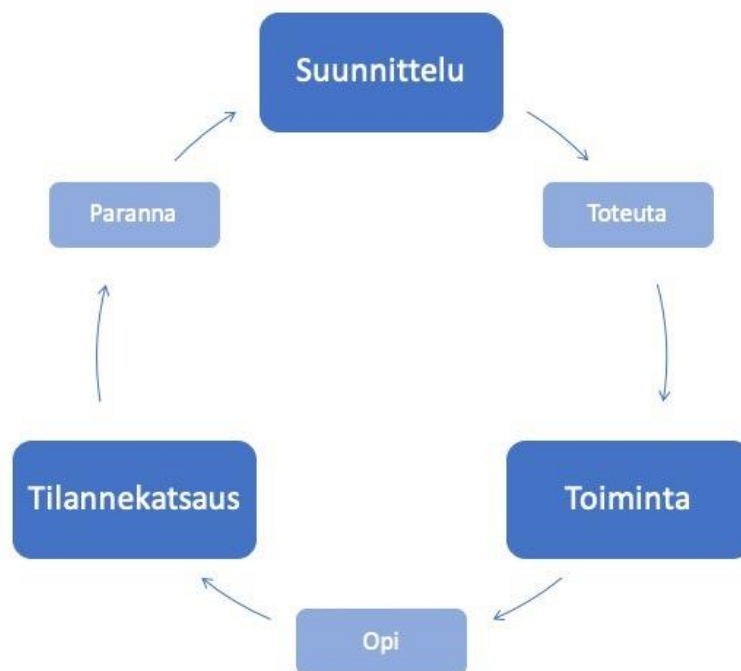 Suunnittelu
Toteuta
Toiminta
Opi
Tilannekatsaus
Paranna